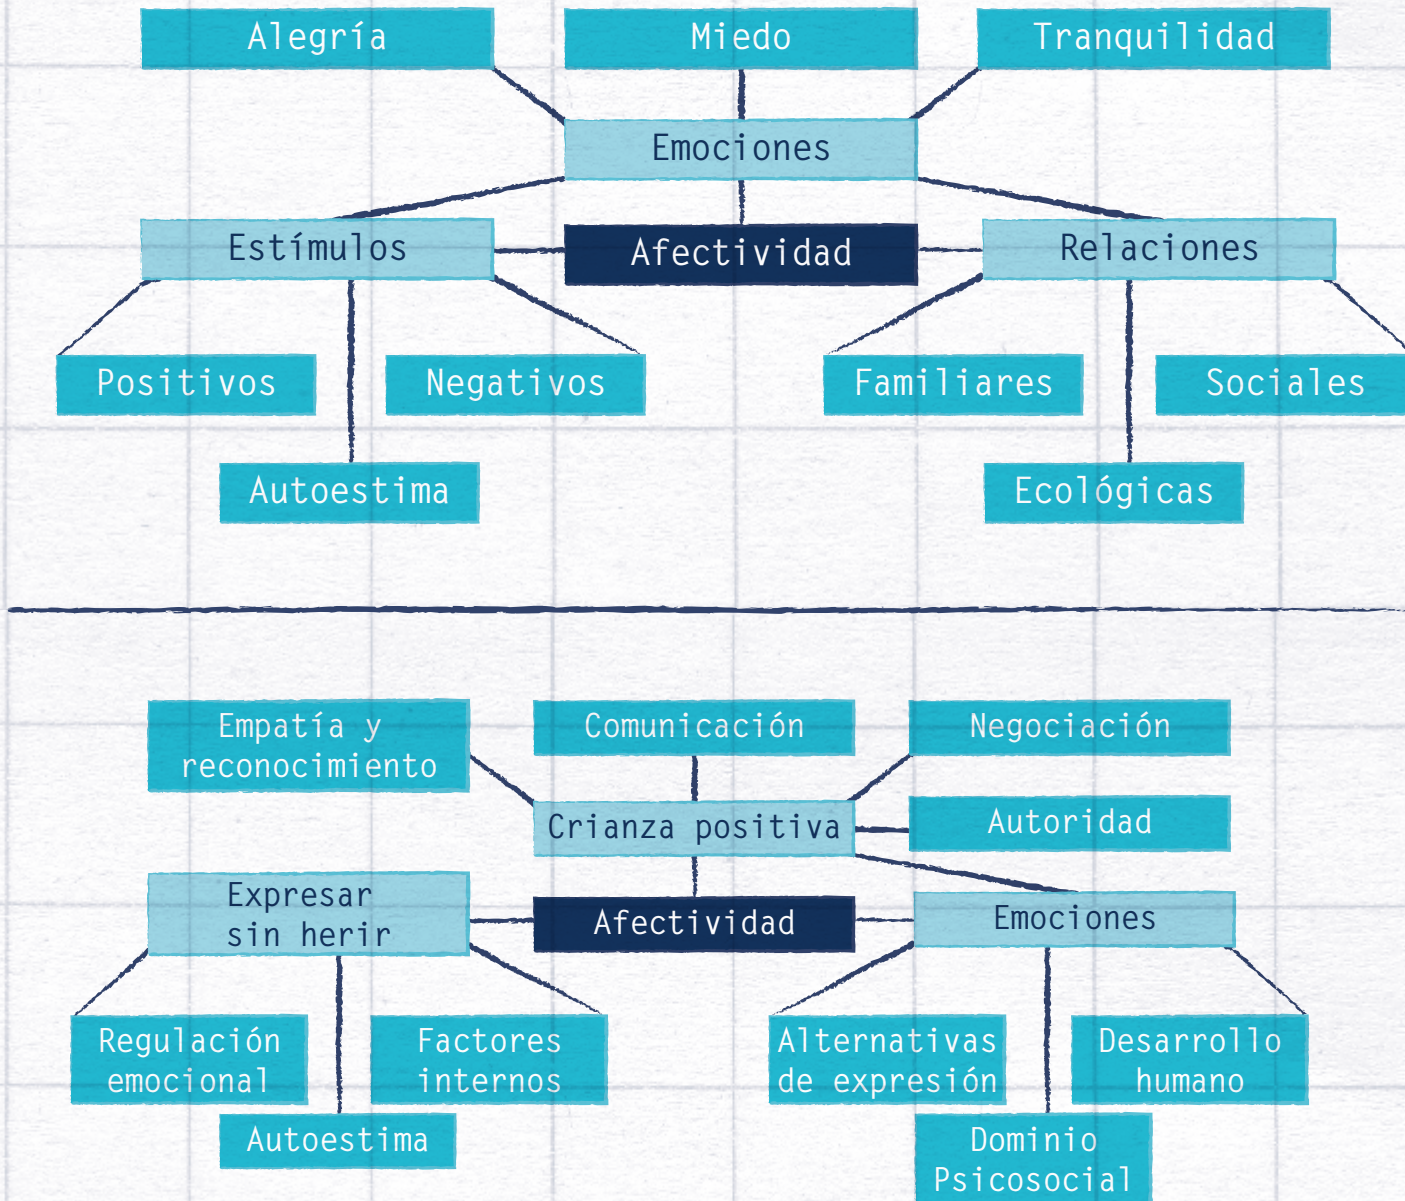 Alegría
Miedo
Tranquilidad
Emociones
Estímulos
Afectividad
Relaciones
Positivos
Negativos
Familiares
Sociales
Autoestima
Ecológicas
Empatía y
reconocimiento
Comunicación
Negociación
Crianza positiva
Autoridad
Expresar
sin herir
Afectividad
Emociones
Regulación
emocional
Factores
internos
Alternativas
de expresión
Desarrollo
humano
Autoestima
Dominio
Psicosocial